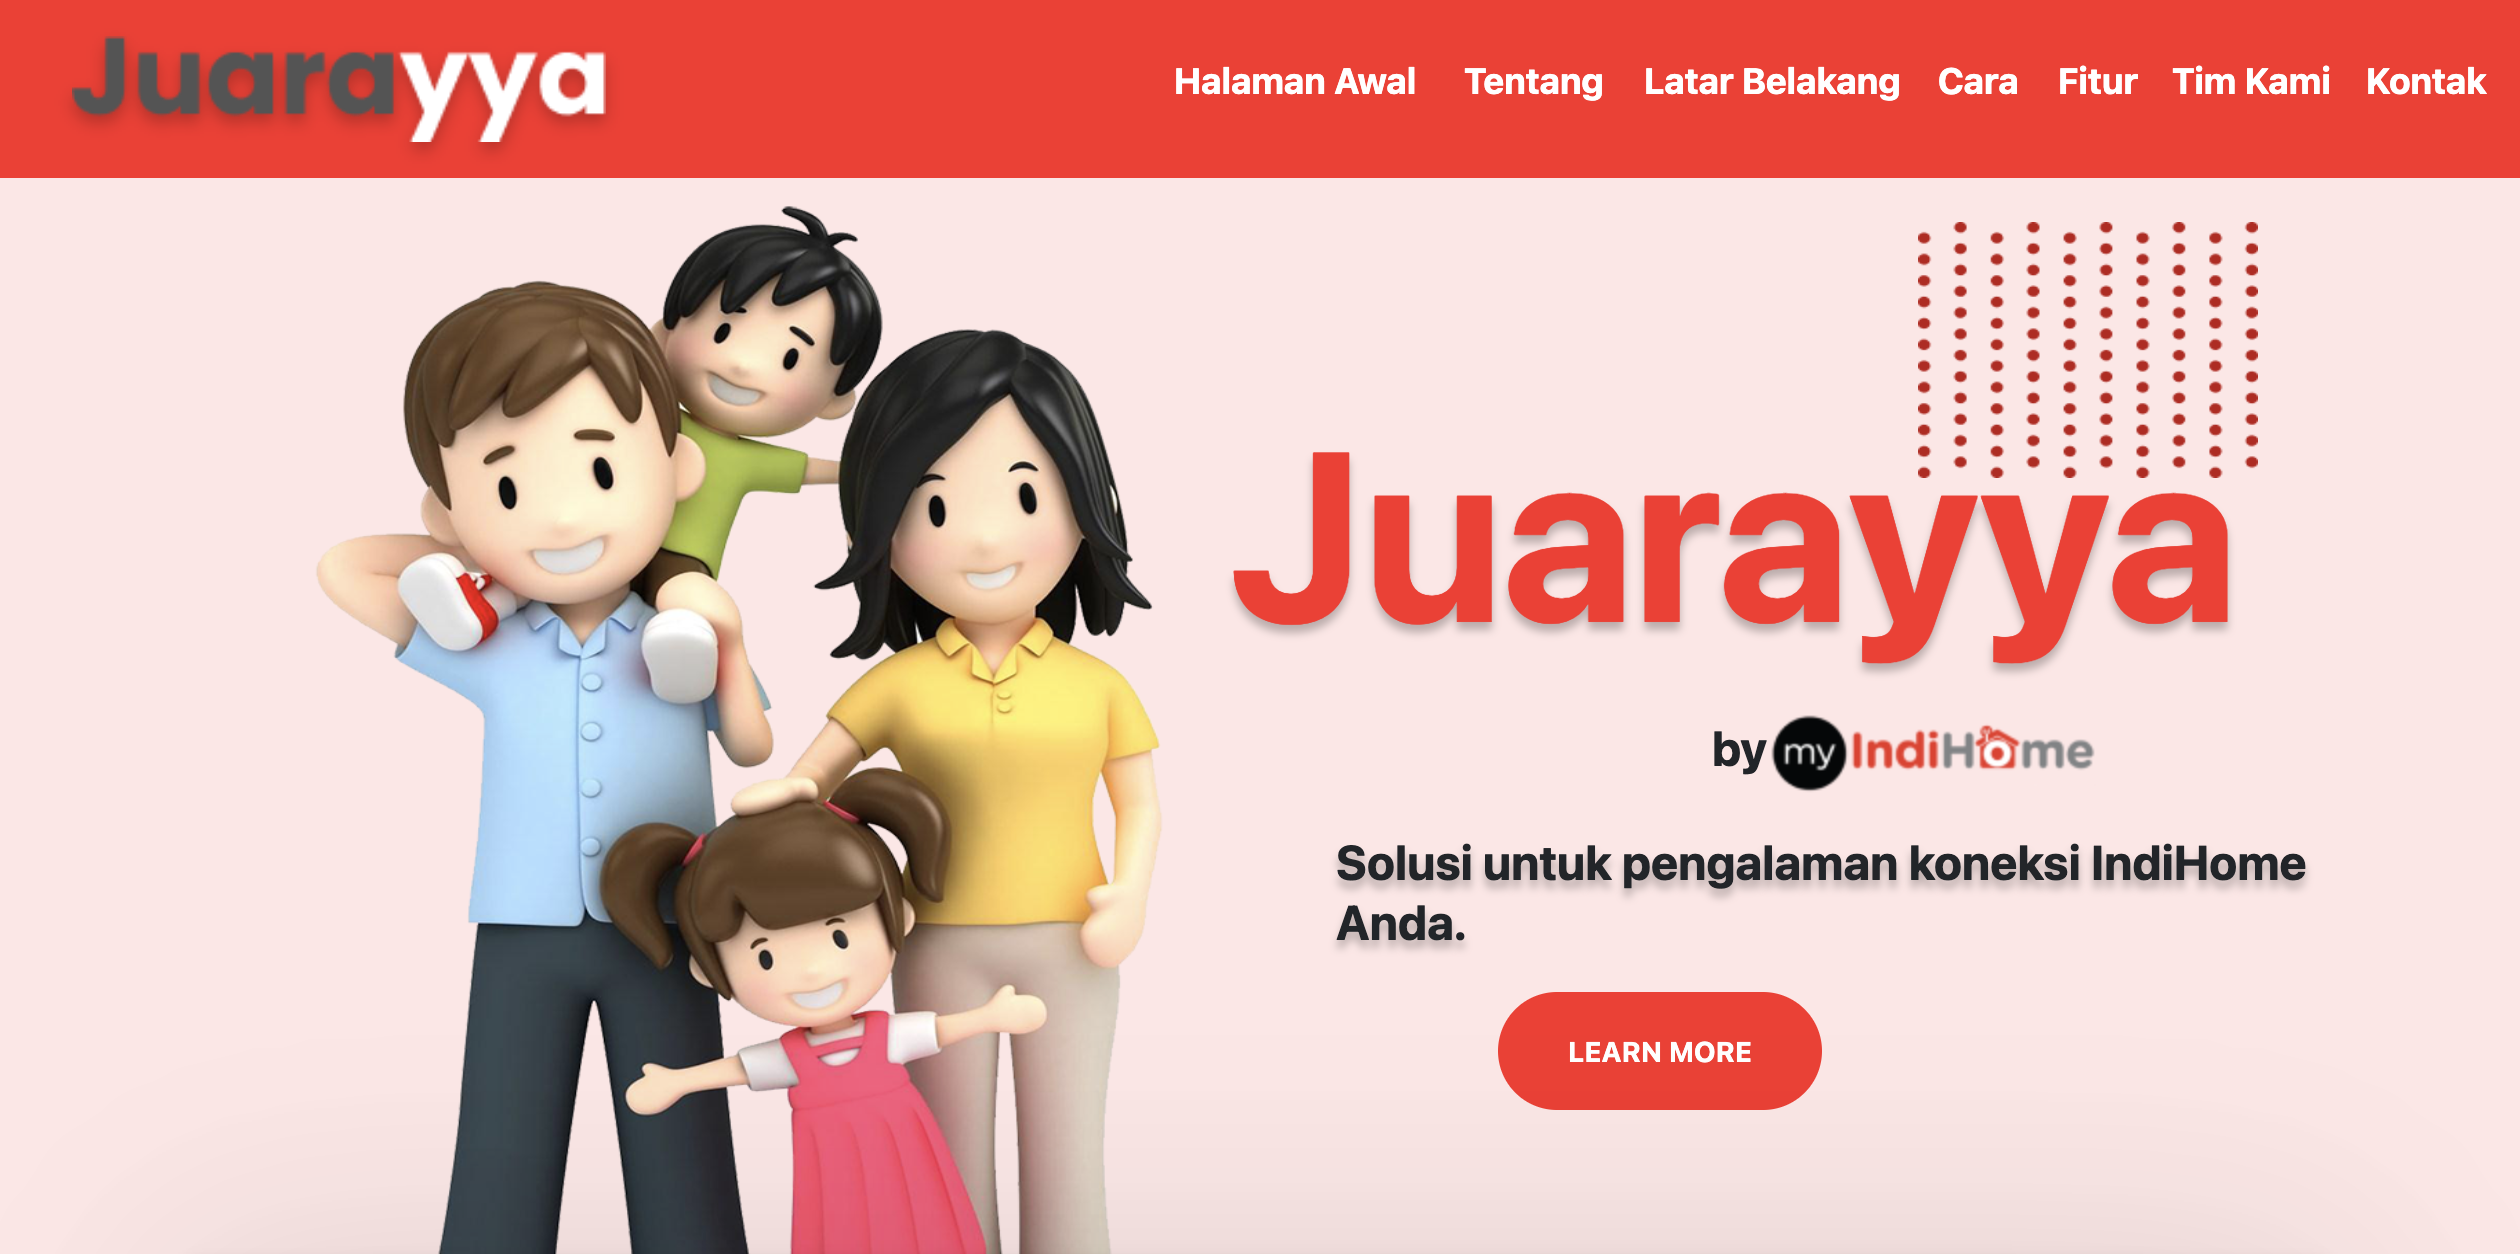 Juarayya
Halaman Awal Tentang Latar Belakang Cara Fitur Tim Kami Kontak
Juarayya
by my IndiHome
Solusi untuk pengalaman koneksi IndiHome
Anda.
LEARN MORE